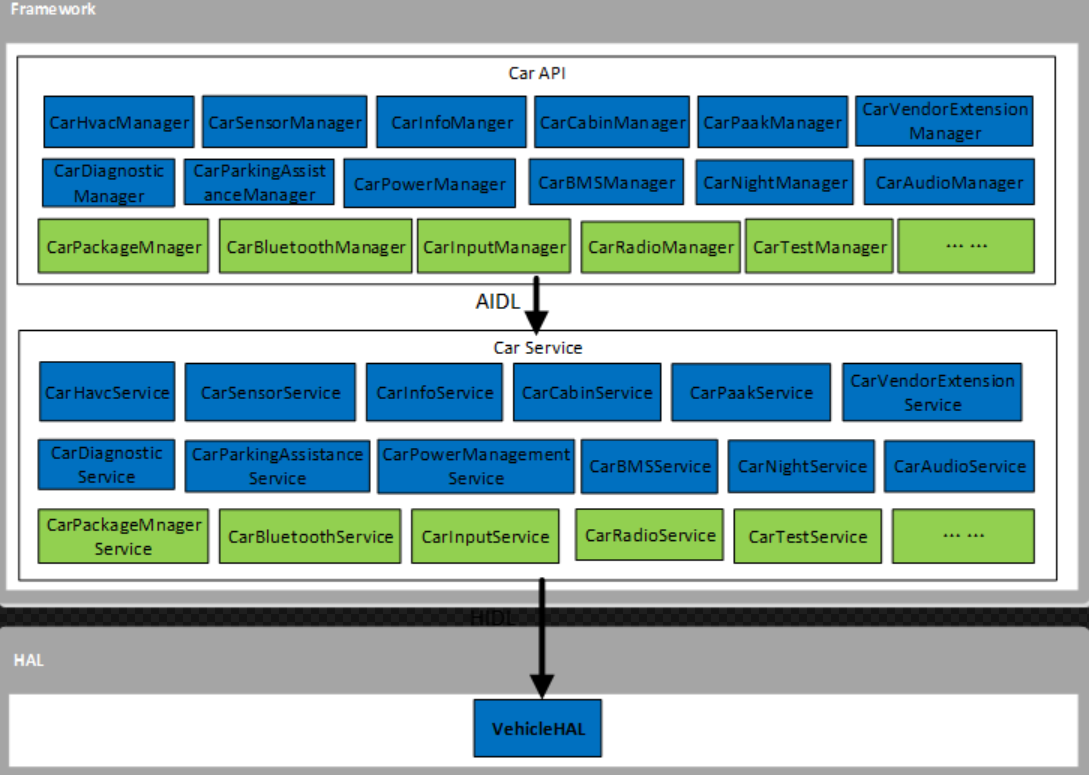 Framework
Car API
CarHvacManager CarSensorManager CarInfoManger CarCabinManager CarPaakManager CarVendorExtension
Manager
CarDiagnostic
Manager
CarParkingAssist
anceManager
CarPowerManager CarBMSManager CarNightManager CarAudioManager
CarPackageMnager CarBluetoothManager CarInputManager CarRadioManager CarTestManager ... ...
AIDL
Car Service
CarHavcService CarSensorService CarInfoService CarCabinService CarPaakService CarVendorExtension
Service
CarDiagnostic
Service
CarParkingAssistance
Service
CarPowerManagement
Service
CarBMSService CarNightService CarAudioService
CarPackageMnager
Service
CarBluetoothService CarInputService CarRadioService CarTestService ... ...
HIDL
HAL
VehicleHAL